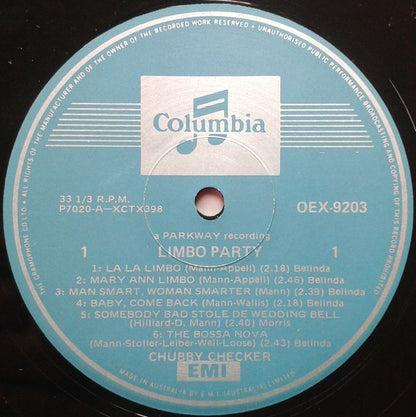 THE GRAMOPHONE CO LTD • ALL RIGHTS OF THE MANUFACTURER AND OF THE OWNER OF THE RECORDED WORK RESERVED • UNAUTHORISED PUBLIC PERFORMANCE BROADCASTING AND COPYING OF THIS RECORD PROHIBITED
Columbia
33 1/3 R.P.M.
P7020-A—XCTX398
OEX-9203
a PARKWAY recording
1 LIMBO PARTY 1
1: LA LA LIMBO (Mann-Appell) (2.18) Belinda
2: MARY ANN LIMBO (Mann-Appell) (2.46) Belinda
3: MAN SMART, WOMAN SMARTER (Mann) (2.39) Belinda
4: BABY, COME BACK (Mann-Wallis) (2.18) Belinda
5: SOMEBODY BAD STOLE DE WEDDING BELL
(Hilliard-D. Mann) (2.40) Morris
6: THE BOSSA NOVA
(Mann-Stoller-Leiber-Weil-Loose) (2.43) Belinda
CHUBBY CHECKER
EMI
MADE IN AUSTRALIA BY E.M.I. (AUSTRALIA) LIMITED